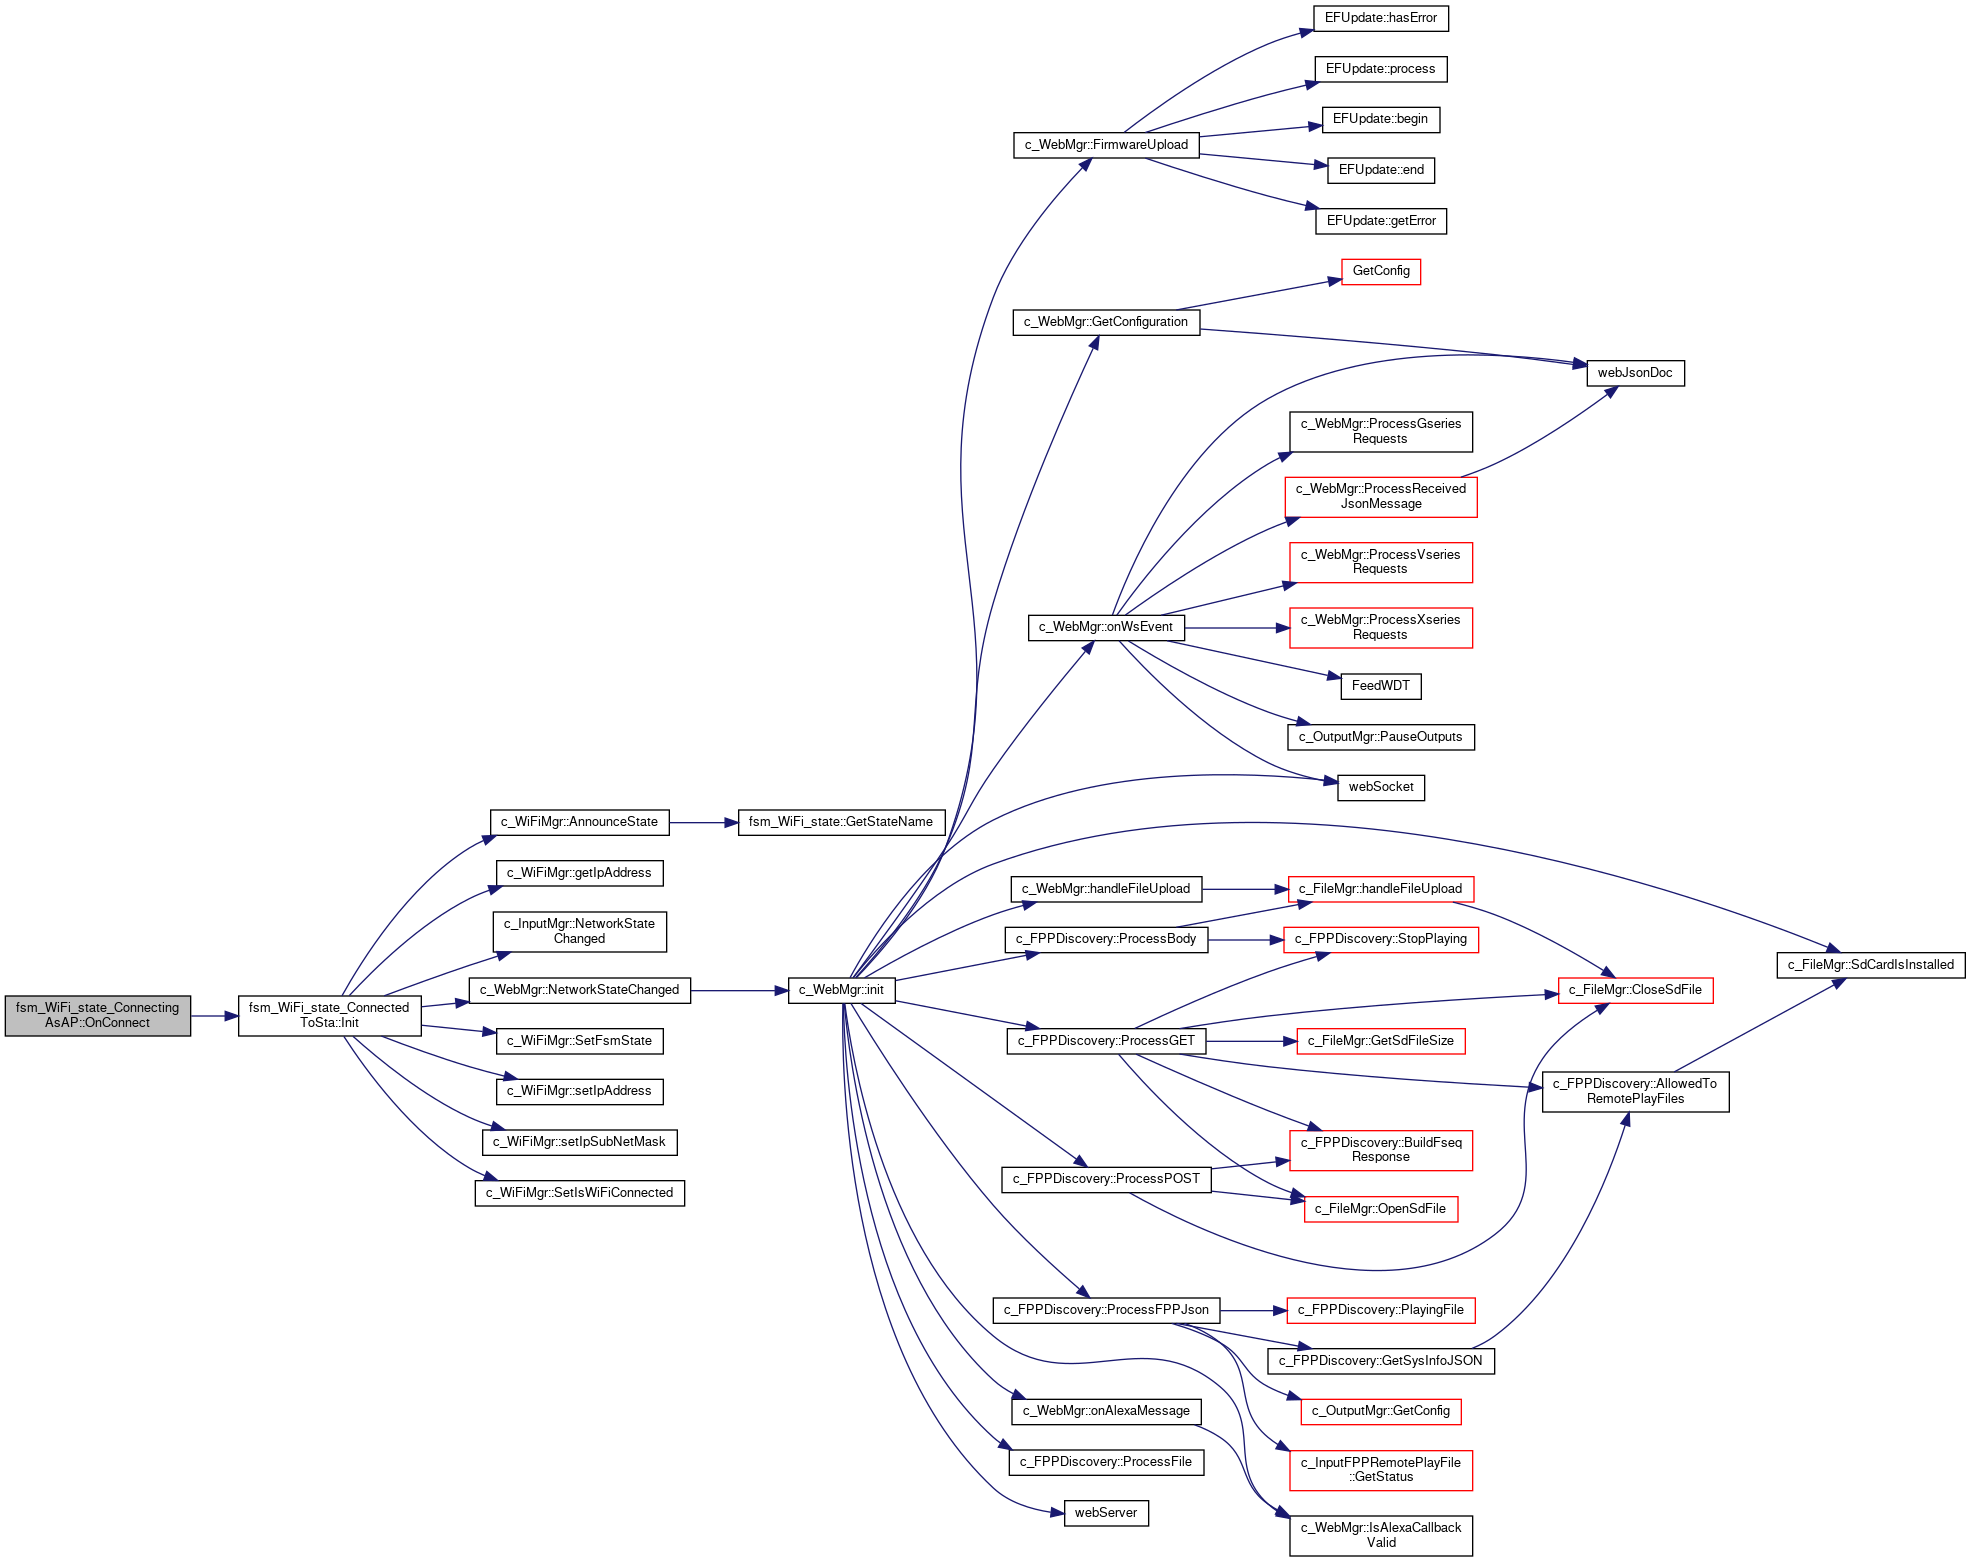 EFUpdate::hasError
EFUpdate::process
EFUpdate::begin
c_WebMgr::FirmwareUpload
EFUpdate::end
EFUpdate::getError
GetConfig
c_WebMgr::GetConfiguration
webJsonDoc
c_WebMgr::ProcessGseries
Requests
c_WebMgr::ProcessReceived
JsonMessage
c_WebMgr::ProcessVseries
Requests
c_WebMgr::onWsEvent
c_WebMgr::ProcessXseries
Requests
FeedWDT
c_OutputMgr::PauseOutputs
webSocket
c_WiFiMgr::AnnounceState
fsm_WiFi_state::GetStateName
c_WiFiMgr::getIpAddress
c_WebMgr::handleFileUpload
c_FileMgr::handleFileUpload
c_InputMgr::NetworkState
Changed
c_FPPDiscovery::ProcessBody
c_FPPDiscovery::StopPlaying
c_FileMgr::SdCardIsInstalled
c_WebMgr::NetworkStateChanged
c_WebMgr::init
c_FileMgr::CloseSdFile
fsm_WiFi_state_Connecting
AsAP::OnConnect
fsm_WiFi_state_Connected
ToSta::Init
c_WiFiMgr::SetFsmState
c_FPPDiscovery::ProcessGET
c_FileMgr::GetSdFileSize
c_WiFiMgr::setIpAddress
c_FPPDiscovery::AllowedTo
RemotePlayFiles
c_WiFiMgr::setIpSubNetMask
c_FPPDiscovery::BuildFseq
Response
c_WiFiMgr::SetIsWiFiConnected
c_FPPDiscovery::ProcessPOST
c_FileMgr::OpenSdFile
c_FPPDiscovery::ProcessFPPJson
c_FPPDiscovery::PlayingFile
c_FPPDiscovery::GetSysInfoJSON
c_WebMgr::onAlexaMessage
c_OutputMgr::GetConfig
c_FPPDiscovery::ProcessFile
c_InputFPPRemotePlayFile
::GetStatus
webServer
c_WebMgr::IsAlexaCallback
Valid